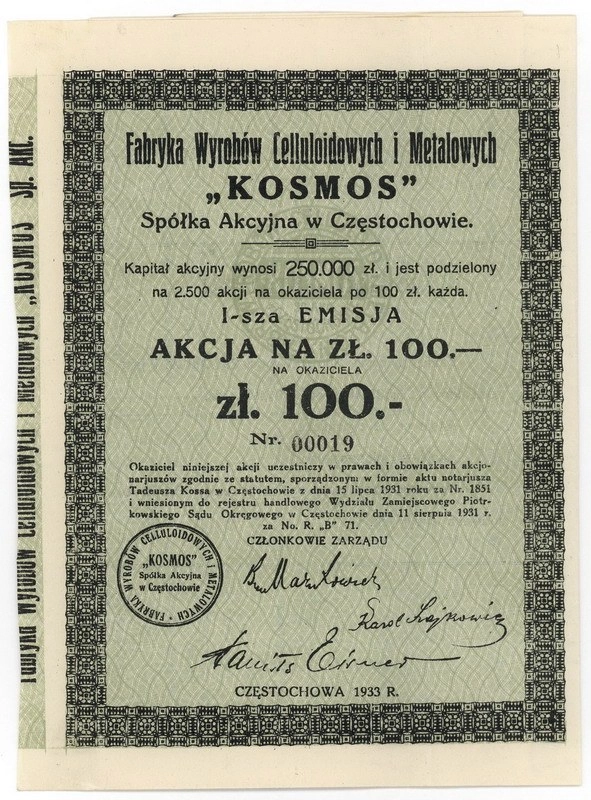 Fabryka Wyrobów Celluloidowych i Metalowych
„KOSMOS”
Spółka Akcyjna w Częstochowie.
Kapitał akcyjny wynosi 250.000 zł. i jest podzielony
na 2.500 akcji na okaziciela po 100 zł. każda.
I-sza EMISJA
AKCJA NA ZŁ. 100.—
NA OKAZICIELA
zł. 100.-
Nr. 00019
Okaziciel niniejszej akcji uczestniczy w prawach i obowiązkach akcjo-
narjuszów zgodnie ze statutem, sporządzonym w formie aktu notarjusza
Tadeusza Kossa w Częstochowie z dnia 15 lipca 1931 roku za Nr. 1851
i wniesionym do rejestru handlowego Wydziału Zamiejscowego Piotr-
kowskiego Sądu Okręgowego w Częstochowie dnia 11 sierpnia 1931 r.
za No. R. „B” 71.
CZŁONKOWIE ZARZĄDU
FABRYKA WYROBÓW CELLULOIDOWYCH I METALOWYCH
„KOSMOS”
Spółka Akcyjna
w Częstochowie
Karol
CZĘSTOCHOWA 1933 R.
Fabryka Wyrobów Celluloidowych i Metalowych „KOSMOS” Sp. Akc.